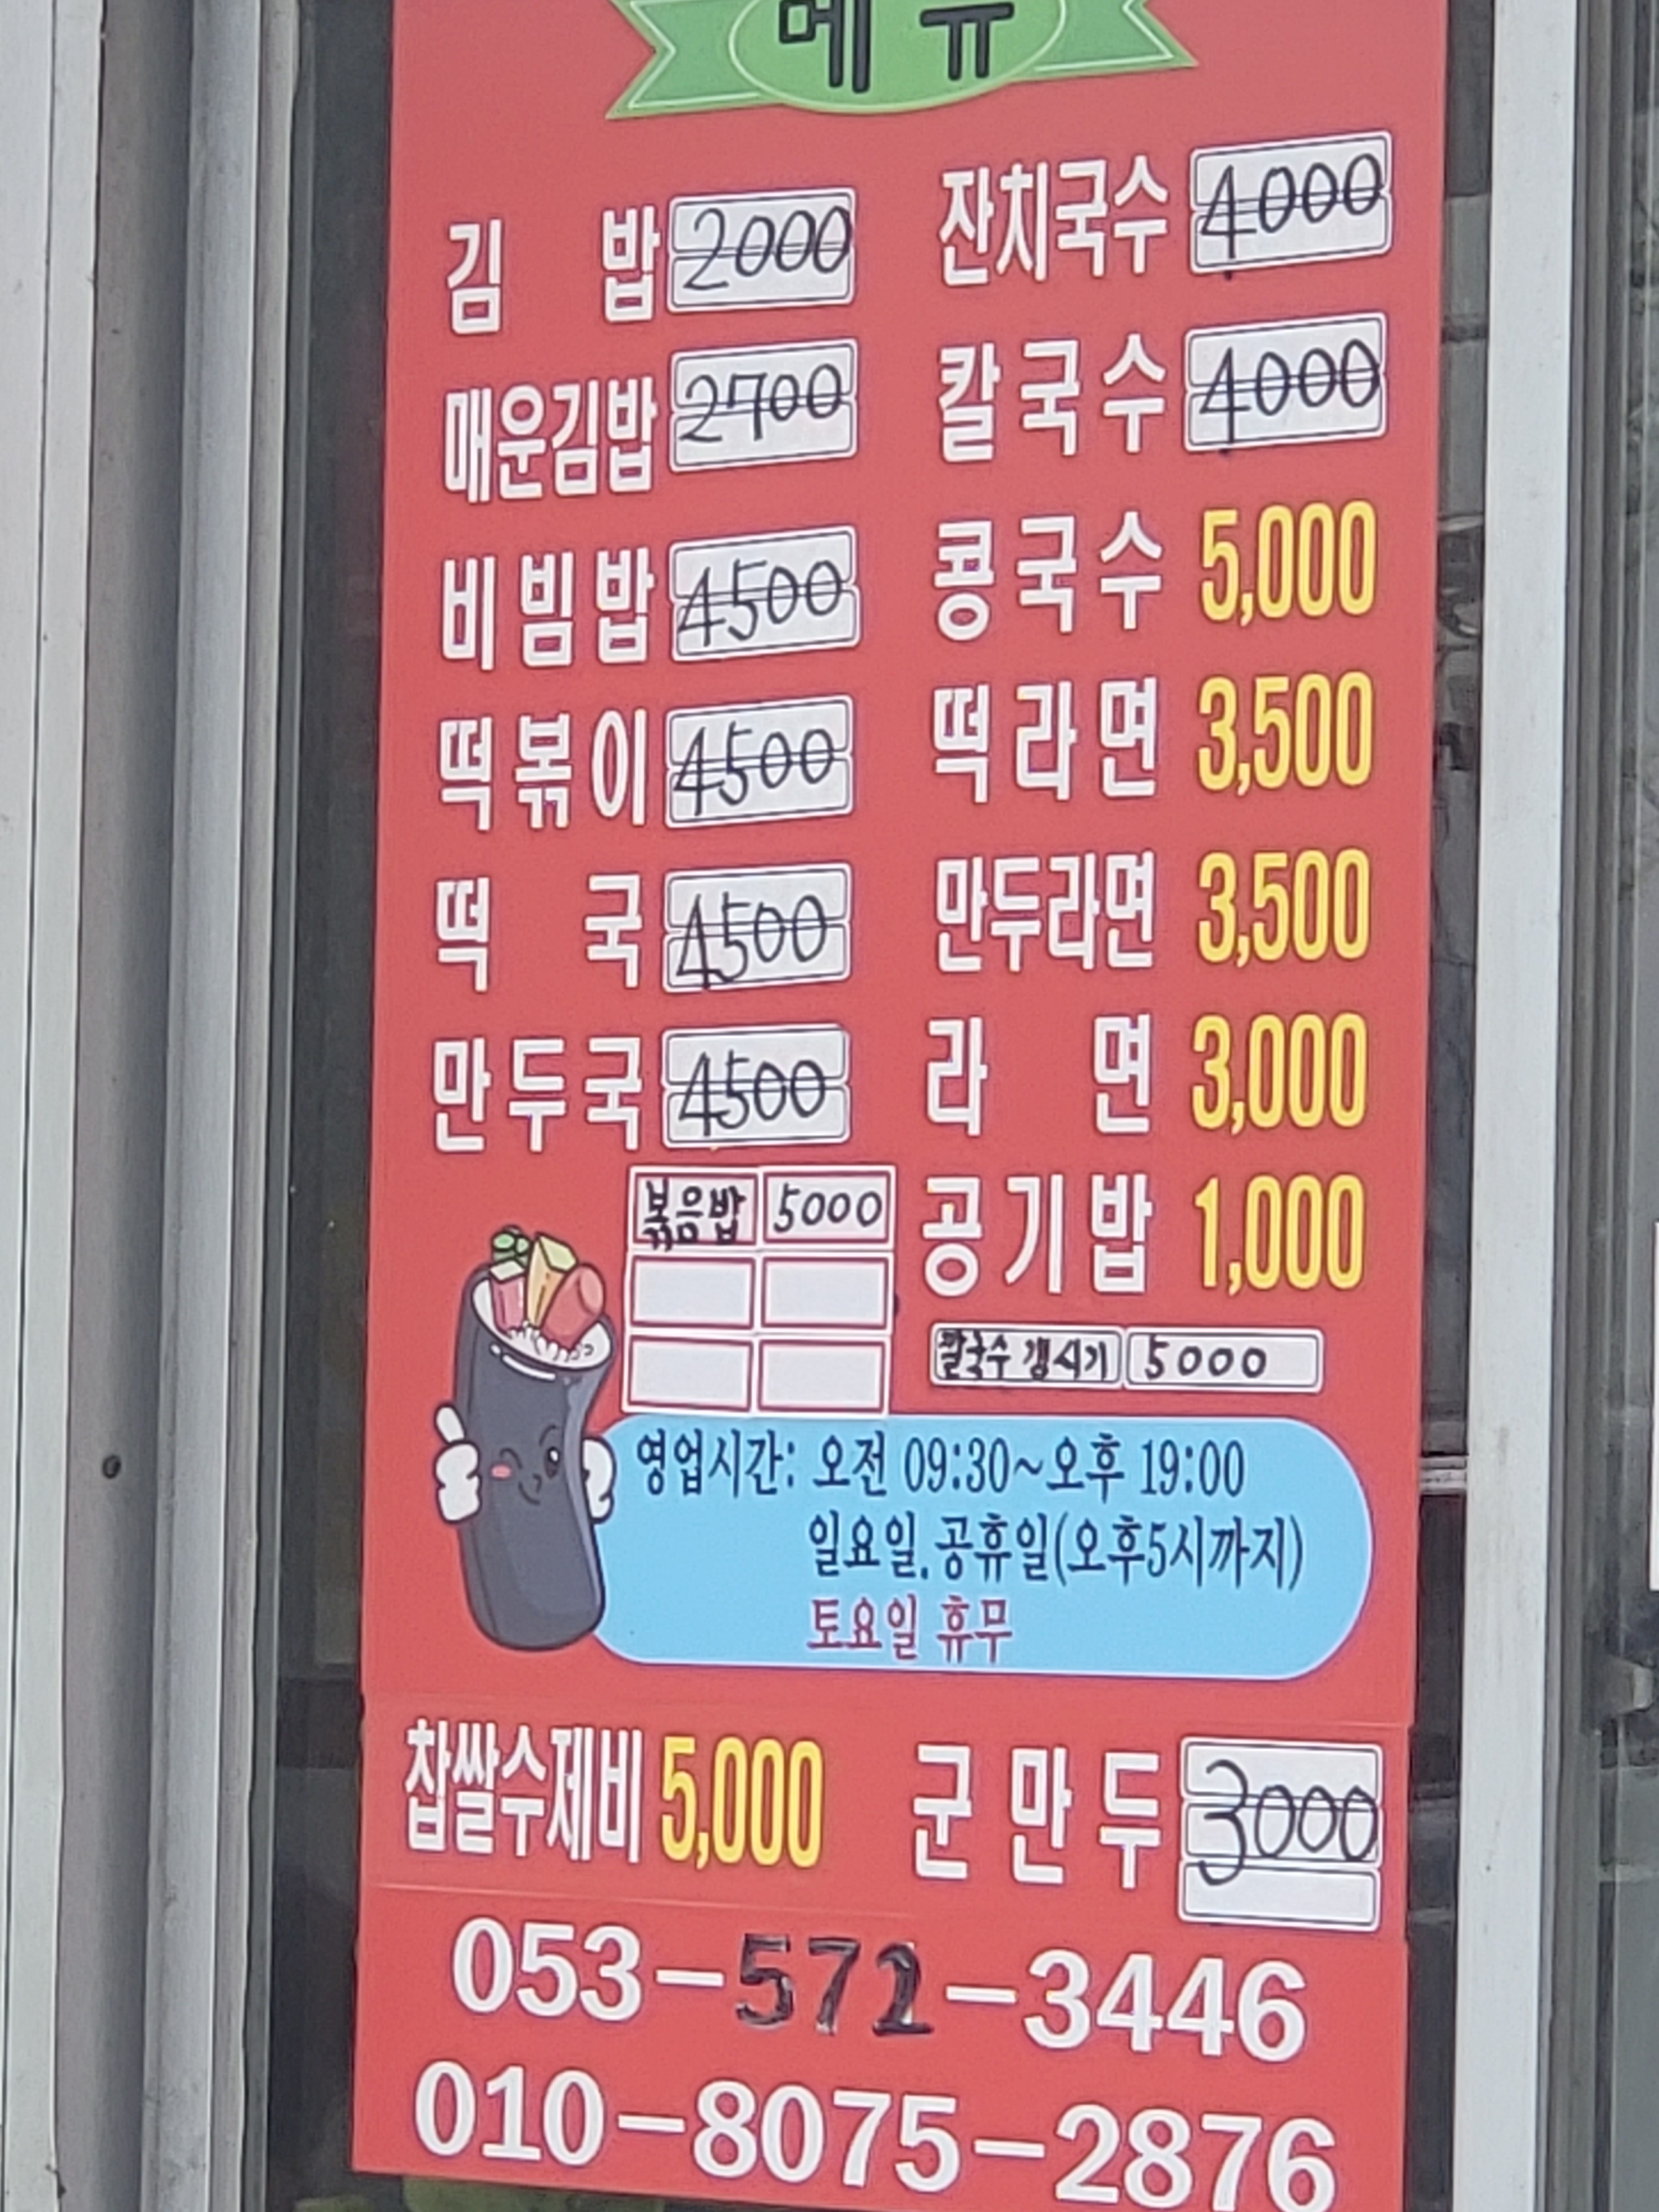 메뉴
김밥 2000 잔치국수 4000
매운김밥 2700 칼국수 4000
비빔밥 4500 콩국수 5,000
떡볶이 4500 떡라면 3,500
떡국 4500 만두라면 3,500
만두국 4500 라면 3,000
볶음밥 5000 공기밥 1,000
칼국수 갱시기 5000
영업시간: 오전 09:30~오후 19:00
일요일.공휴일(오후5시까지)
토요일 휴무
찹쌀수제비 5,000 군만두 3000
053-571-3446
010-8075-2876